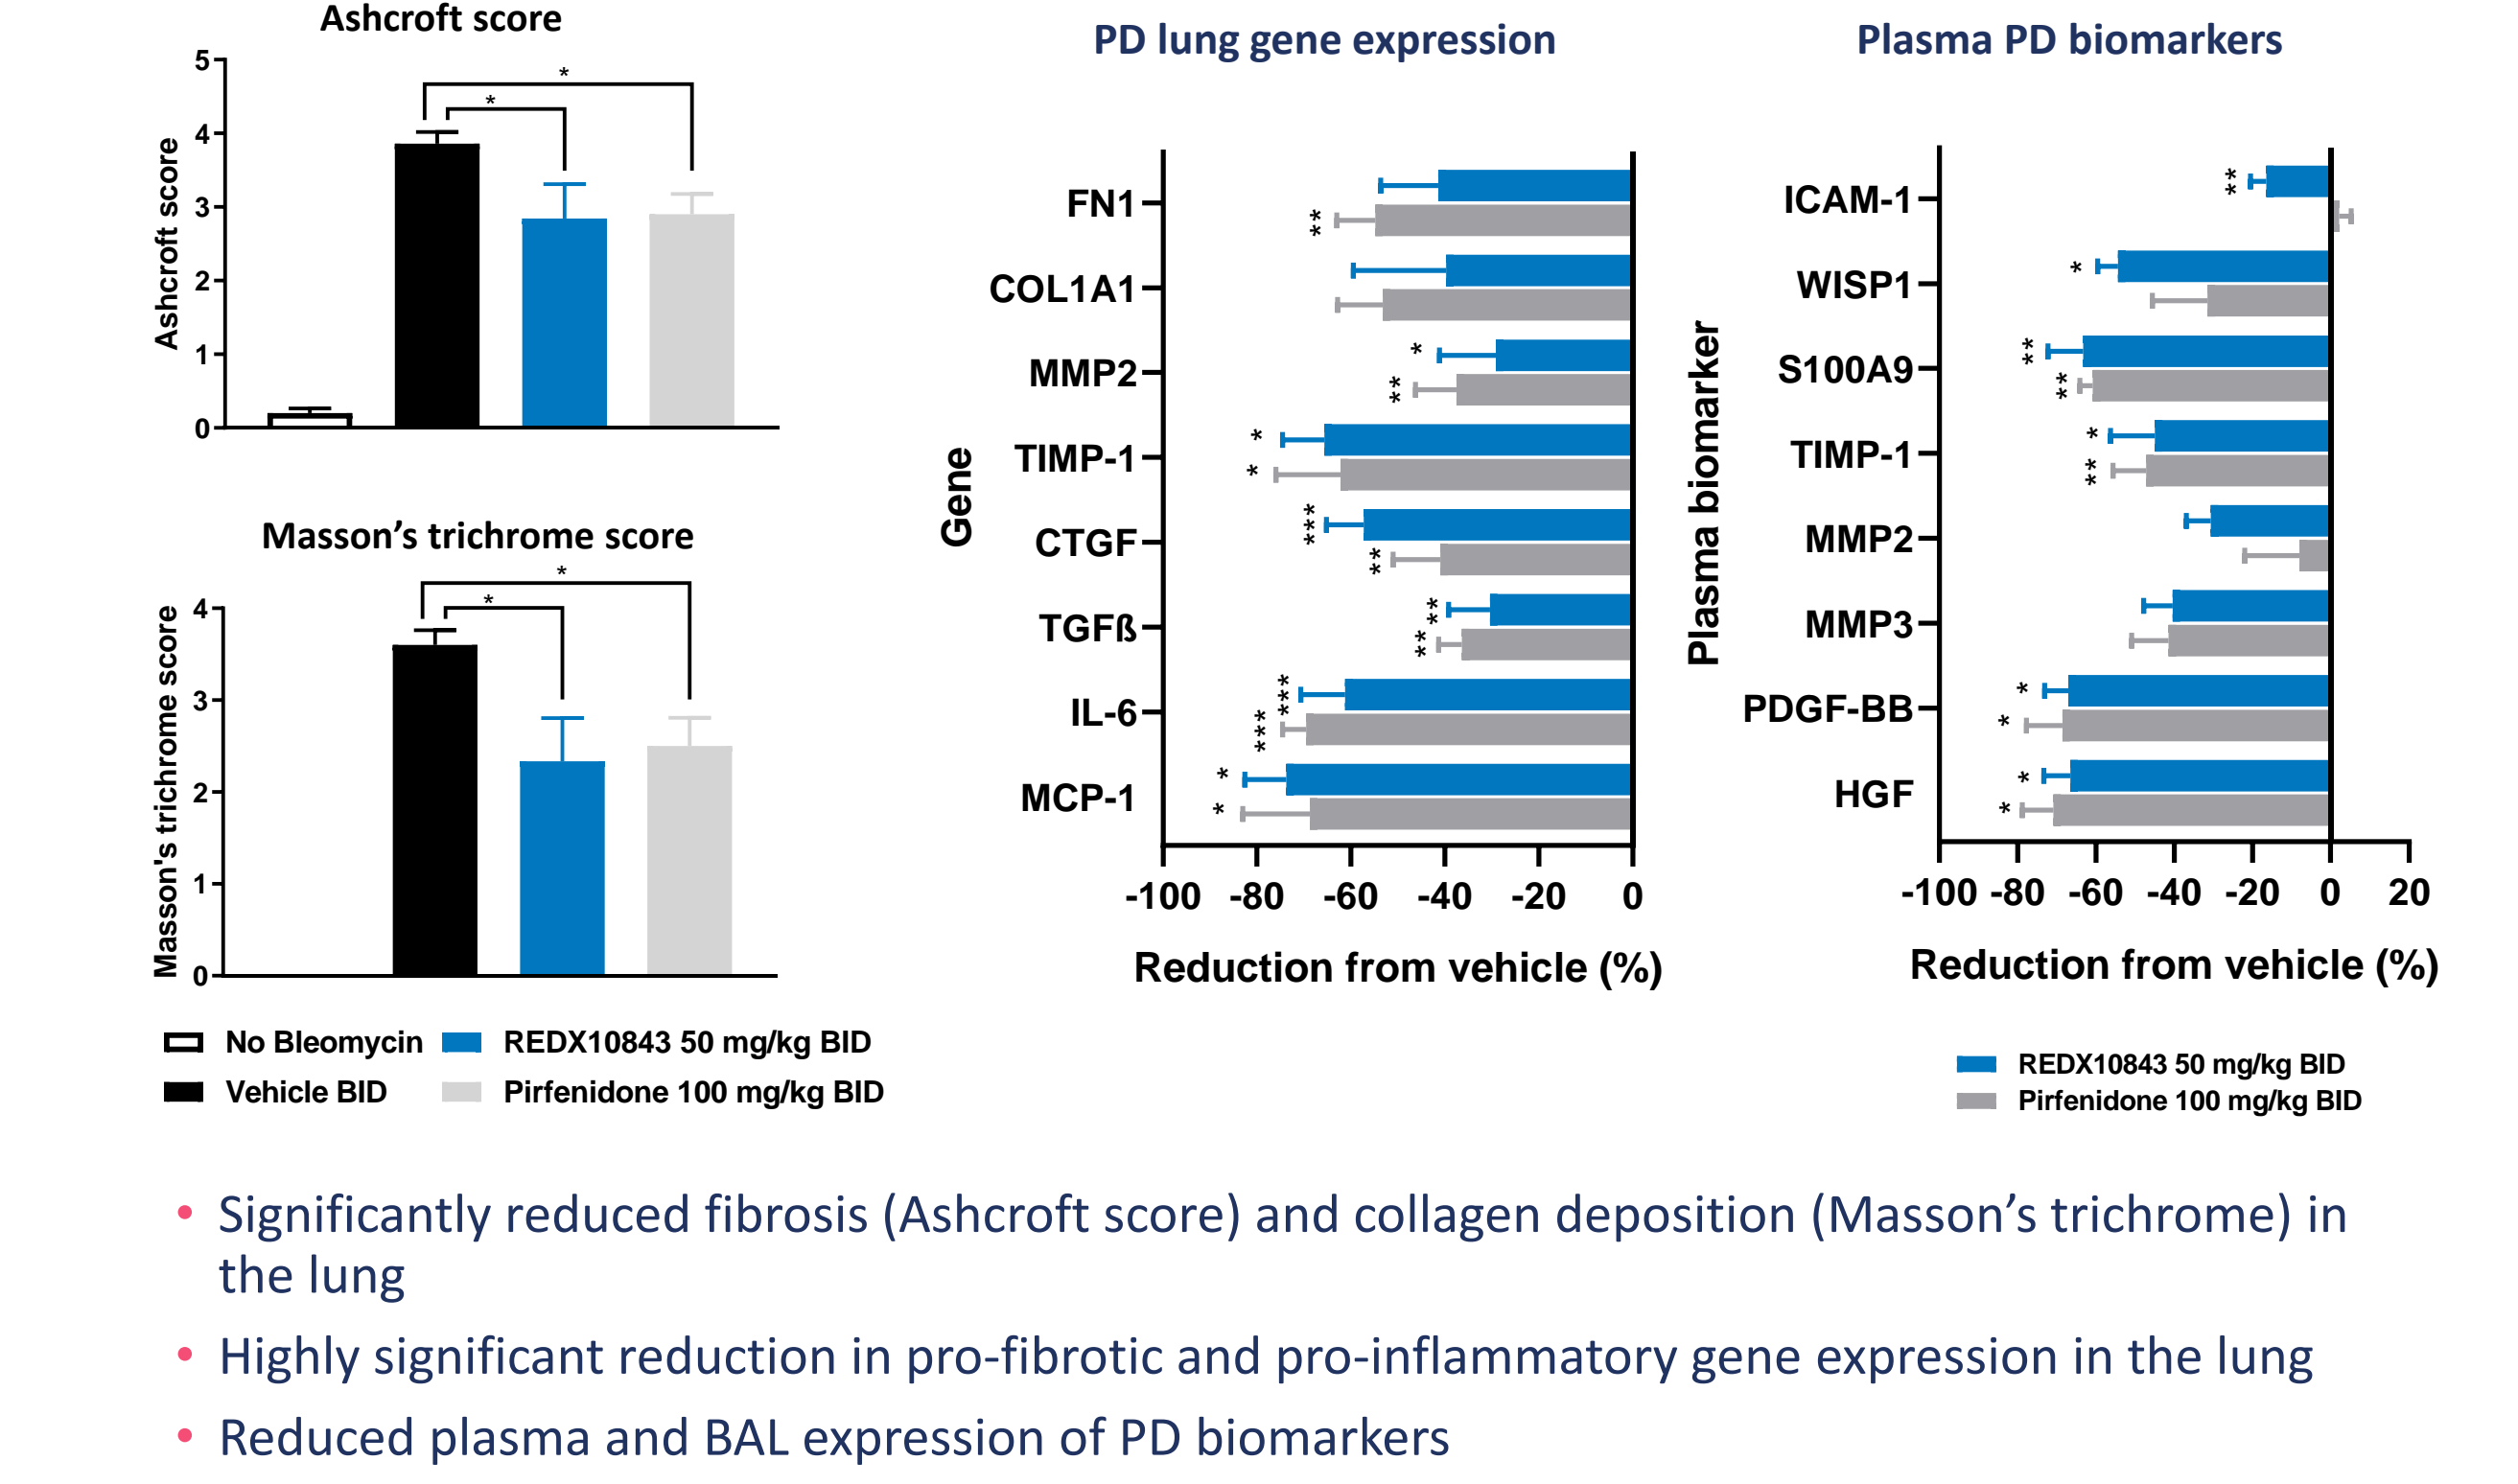 Ashcroft score
5
4
3
2
1
0
Ashcroft score
*
*
Masson’s trichrome score
4
3
2
1
0
Masson's trichrome score
*
*
No Bleomycin
REDX10843 50 mg/kg BID
Vehicle BID
Pirfenidone 100 mg/kg BID
PD lung gene expression
Gene
FN1
**
COL1A1
MMP2
*
**
TIMP-1
*
*
CTGF
***
**
TGFß
**
**
IL-6
***
***
MCP-1
*
*
-100 -80 -60 -40 -20 0
Reduction from vehicle (%)
Plasma PD biomarkers
Plasma biomarker
ICAM-1
**
WISP1
*
S100A9
**
**
TIMP-1
*
**
MMP2
MMP3
PDGF-BB
*
*
HGF
*
*
-100 -80 -60 -40 -20 0 20
Reduction from vehicle (%)
REDX10843 50 mg/kg BID
Pirfenidone 100 mg/kg BID
• Significantly reduced fibrosis (Ashcroft score) and collagen deposition (Masson’s trichrome) in
the lung
• Highly significant reduction in pro-fibrotic and pro-inflammatory gene expression in the lung
• Reduced plasma and BAL expression of PD biomarkers